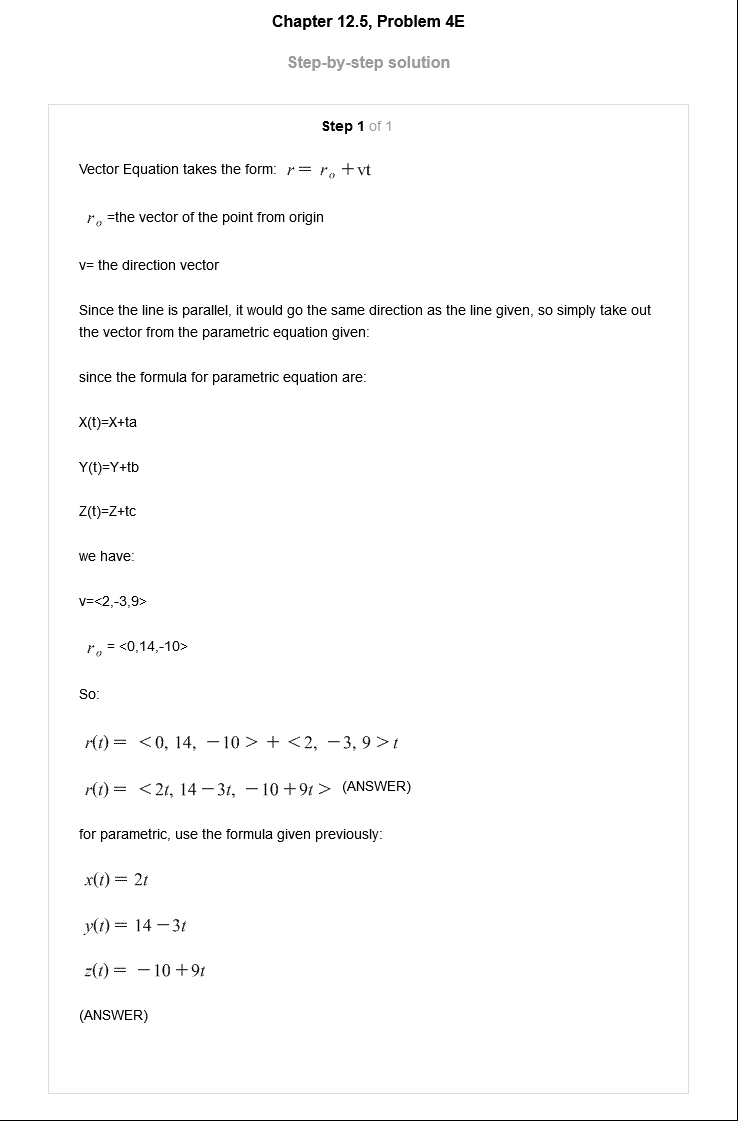 Chapter 12.5, Problem 4E
Step-by-step solution
Step 1 of 1
Vector Equation takes the form: r = rₒ + vt
rₒ =the vector of the point from origin
v= the direction vector
Since the line is parallel, it would go the same direction as the line given, so simply take out
the vector from the parametric equation given:
since the formula for parametric equation are:
X(t)=X+ta
Y(t)=Y+tb
Z(t)=Z+tc
we have:
v=<2,-3,9>
rₒ = <0,14,-10>
So:
r(t) = <0, 14, −10 > + <2, −3, 9 >t
r(t) = <2t, 14−3t, −10+9t > (ANSWER)
for parametric, use the formula given previously:
x(t) = 2t
y(t) = 14−3t
z(t) = −10+9t
(ANSWER)